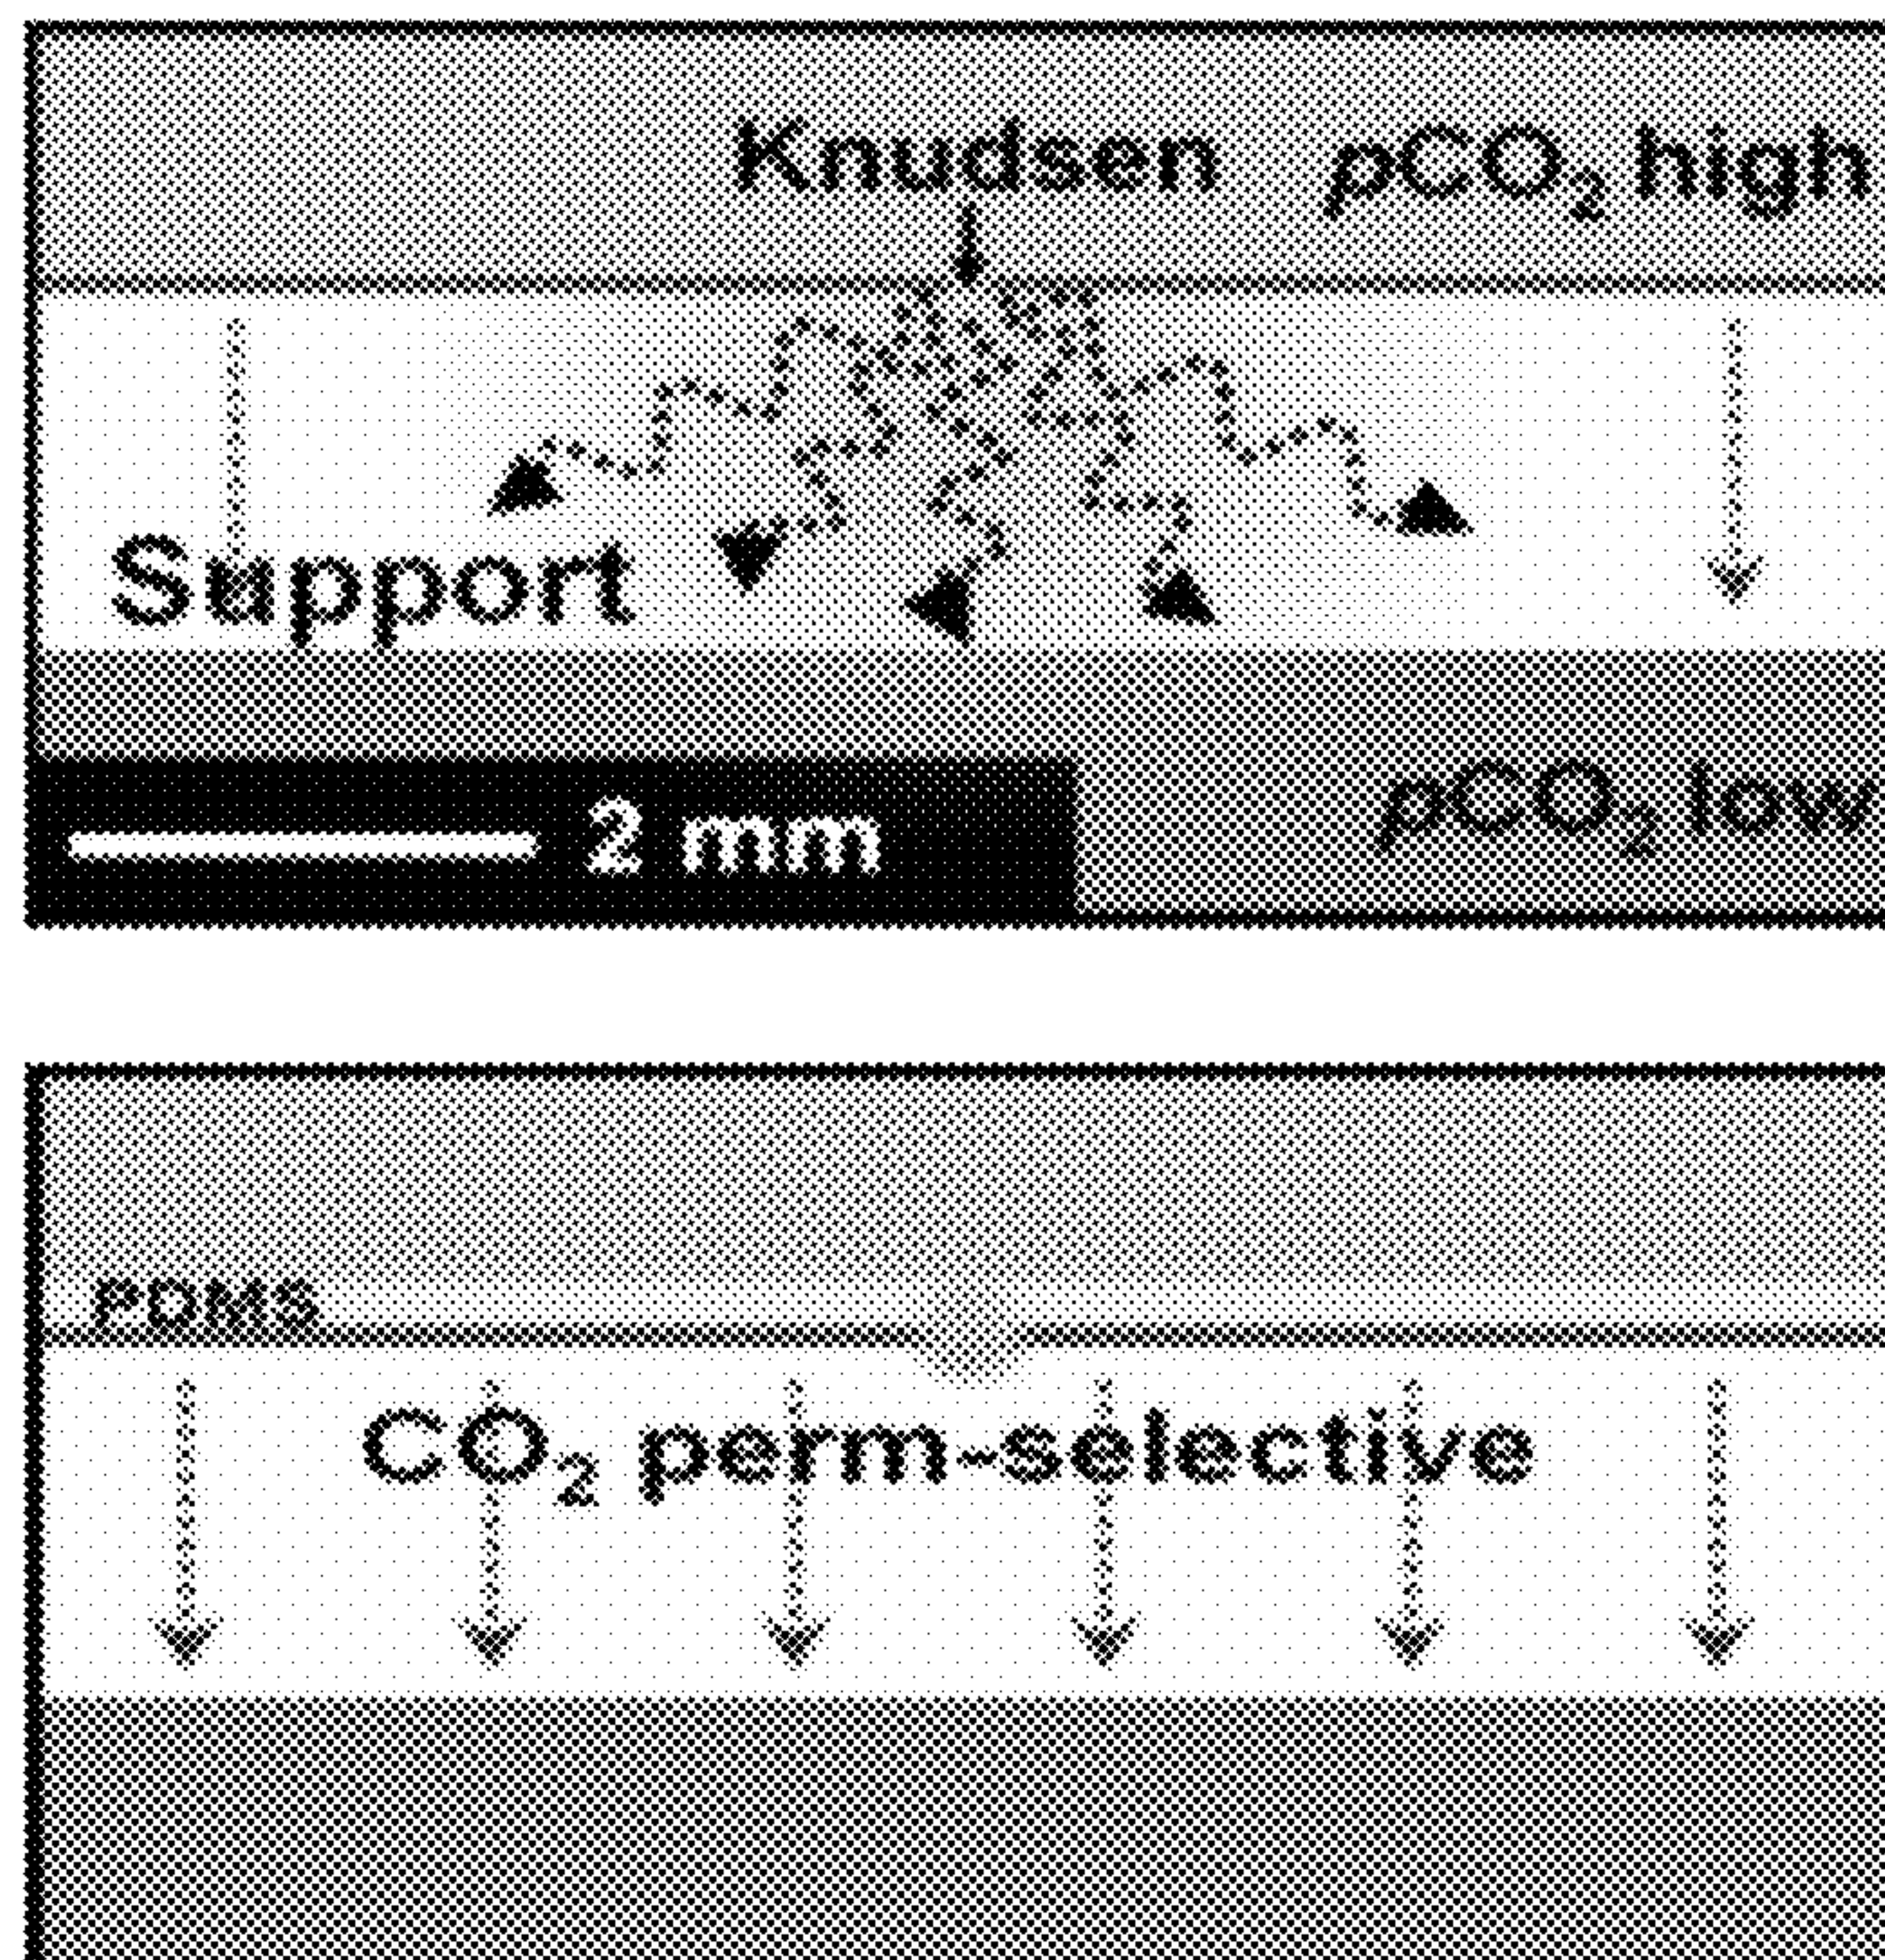 Knudsen pCO₂ high
Support
pCO₂ low
2 mm
PDMS
CO₂ perm-selective